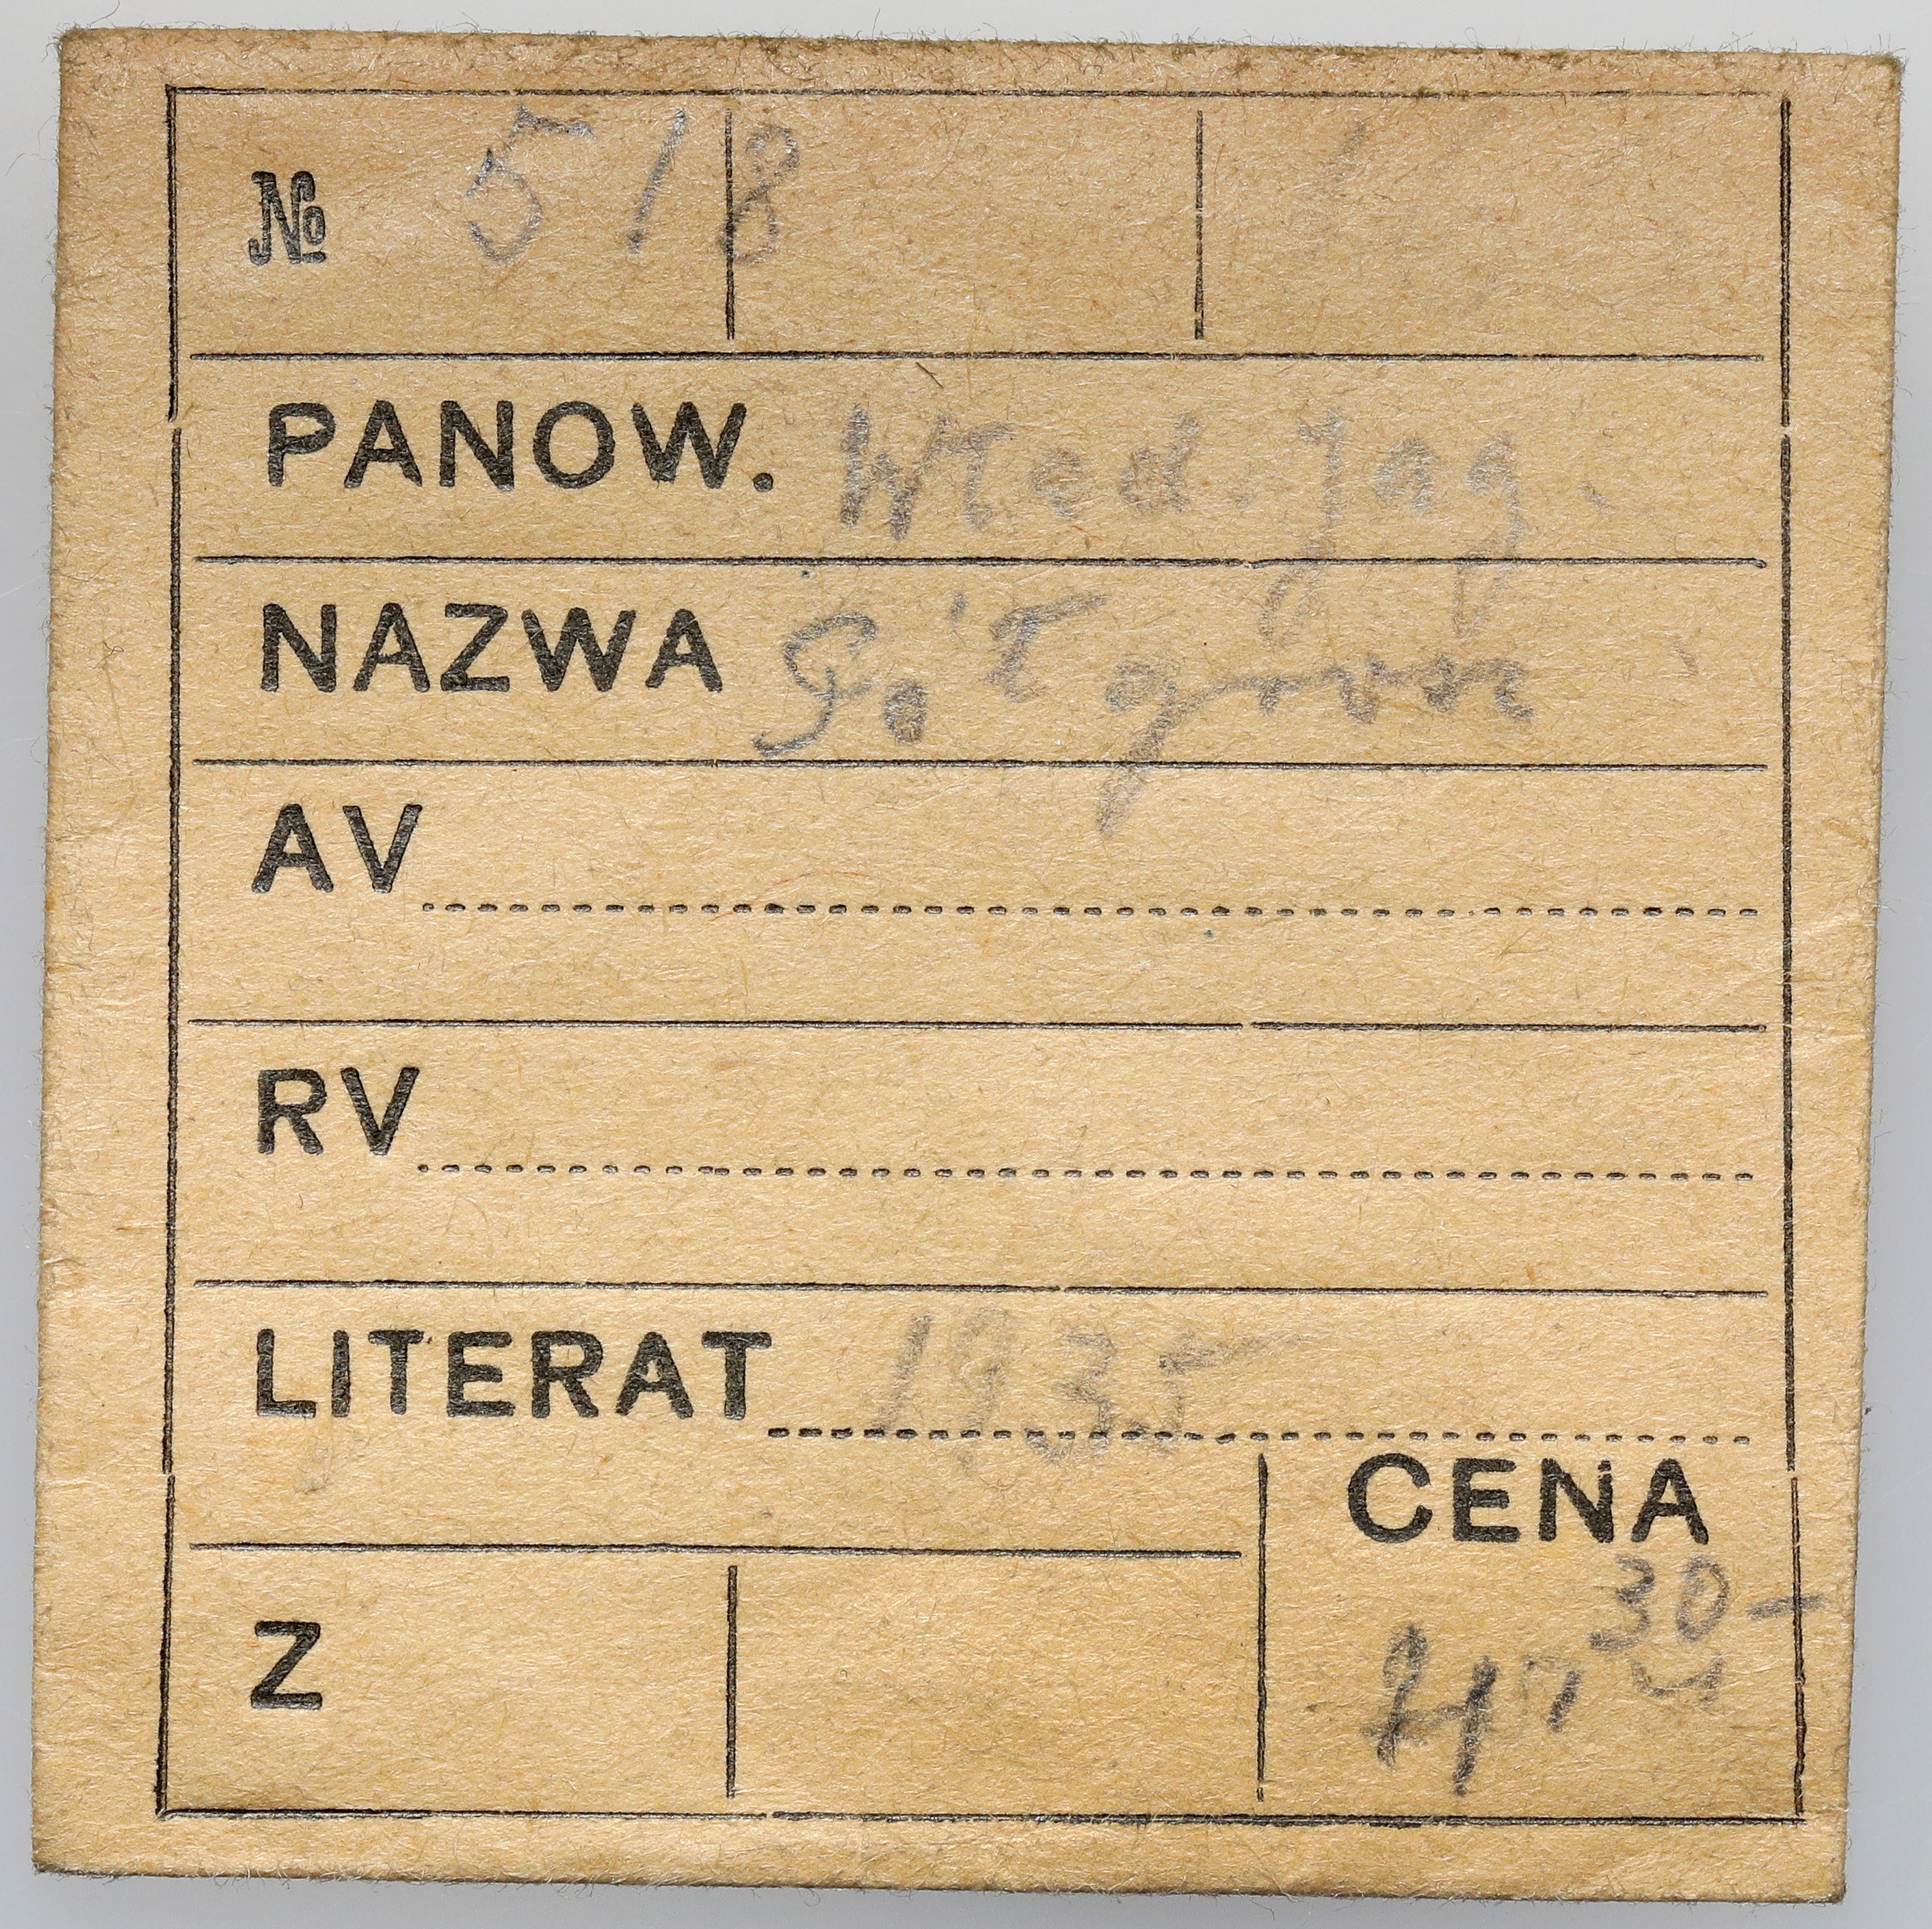 № 518
PANOW. Wład. Jag.
NAZWA Półgrosz
AV
RV
LITERAT 1935
CENA
30-
Z